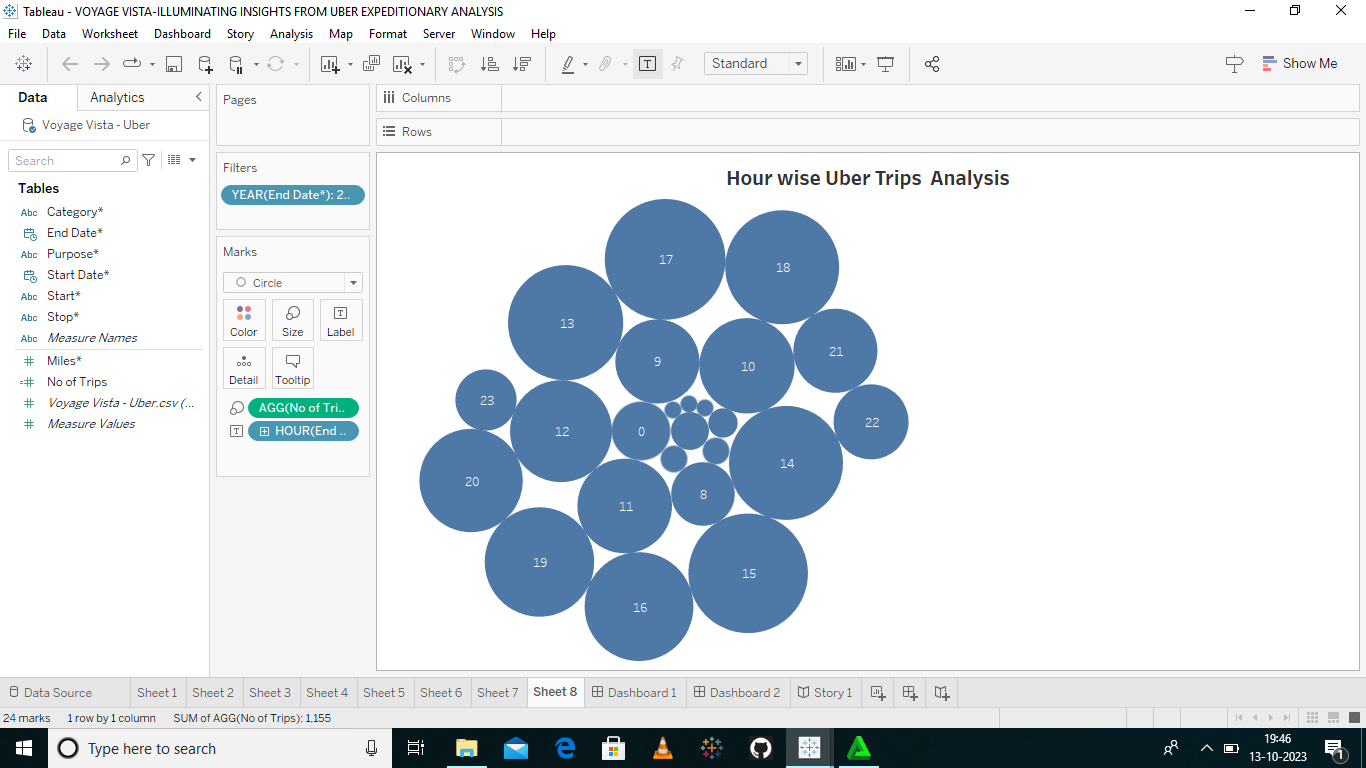 Tableau - VOYAGE VISTA-ILLUMINATING INSIGHTS FROM UBER EXPEDITIONARY ANALYSIS
File Data Worksheet Dashboard Story Analysis Map Format Server Window Help
Standard
Show Me
Data Analytics
Voyage Vista - Uber
Search
Tables
Abc Category*
End Date*
Abc Purpose*
Start Date*
Abc Start*
Abc Stop*
Abc Measure Names
Miles*
No of Trips
Voyage Vista - Uber.csv (...
Measure Values
Pages
Filters
YEAR(End Date*): 2..
Marks
Circle
Color Size Label
Detail Tooltip
AGG(No of Tri..
HOUR(End ..
Columns
Rows
Hour wise Uber Trips Analysis
17
18
13
9
10
21
23
12
0
22
20
11
8
14
19
16
15
Data Source Sheet 1 Sheet 2 Sheet 3 Sheet 4 Sheet 5 Sheet 6 Sheet 7 Sheet 8 Dashboard 1 Dashboard 2 Story 1
24 marks 1 row by 1 column SUM of AGG(No of Trips): 1,155
Type here to search
19:46
13-10-2023
1